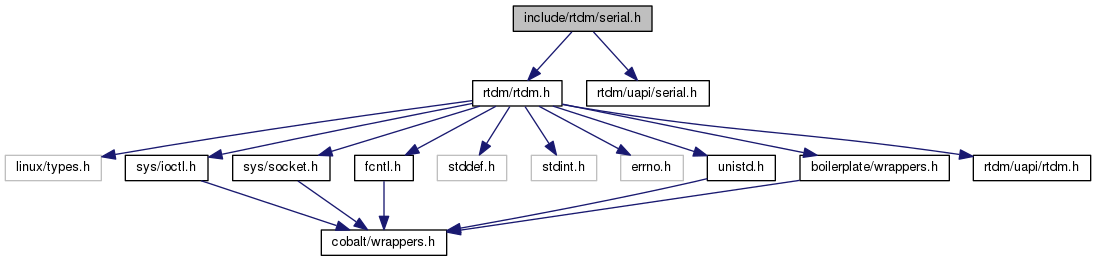 include/rtdm/serial.h
rtdm/rtdm.h
rtdm/uapi/serial.h
linux/types.h
sys/ioctl.h
sys/socket.h
fcntl.h
stddef.h
stdint.h
errno.h
unistd.h
boilerplate/wrappers.h
rtdm/uapi/rtdm.h
cobalt/wrappers.h